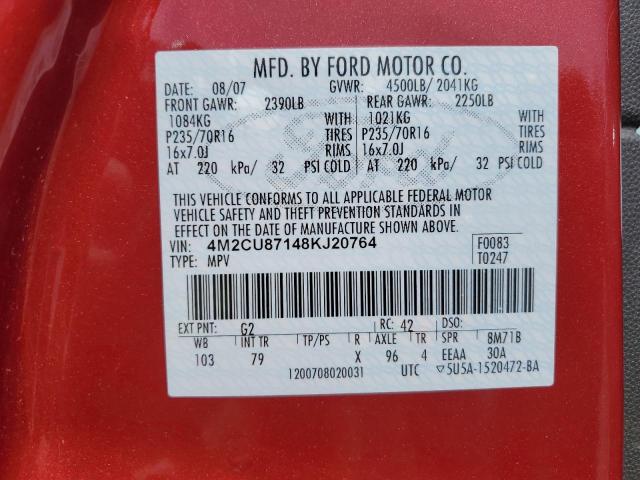 MFD. BY FORD MOTOR CO.
DATE: 08/07 GVWR: 4500LB/ 2041KG
FRONT GAWR: 2390LB REAR GAWR: 2250LB
1084KG WITH 1021KG WITH
P235/70R16 TIRES P235/70R16 TIRES
16x7.0J RIMS 16x7.0J RIMS
AT 220 kPa/ 32 PSI COLD AT 220 kPa/ 32 PSI COLD
THIS VEHICLE CONFORMS TO ALL APPLICABLE FEDERAL MOTOR
VEHICLE SAFETY AND THEFT PREVENTION STANDARDS IN
EFFECT ON THE DATE OF MANUFACTURE SHOWN ABOVE.
VIN: 4M2CU87148KJ20764 F0083
TYPE: MPV T0247
EXT PNT: G2 RC: 42 DSO:
WB INT TR TP/PS R AXLE TR SPR 8M71B
103 79 X 96 4 EEAA 30A
1200708020031 UTC ▽5U5A-1520472-BA